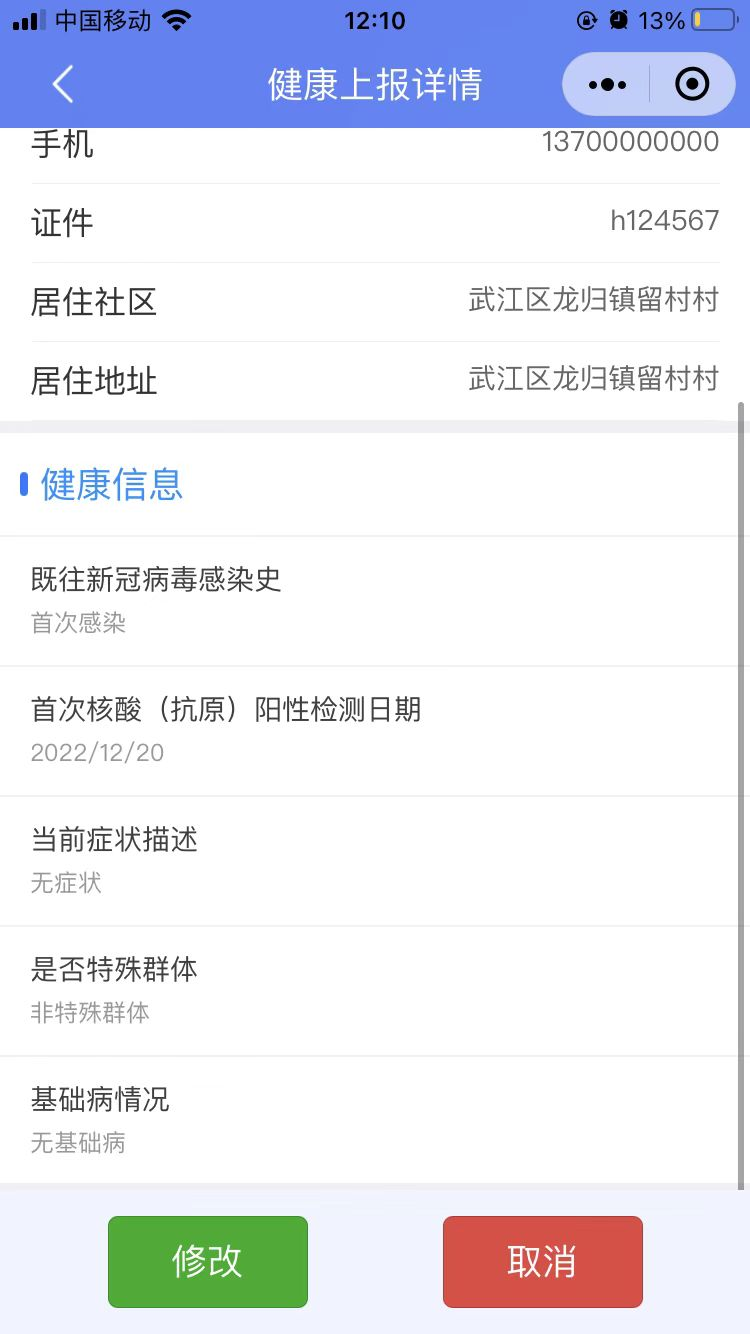 中国移动 12:10 13%
健康上报详情
手机 13700000000
证件 h124567
居住社区 武江区龙归镇留村村
居住地址 武江区龙归镇留村村
健康信息
既往新冠病毒感染史
首次感染
首次核酸（抗原）阳性检测日期
2022/12/20
当前症状描述
无症状
是否特殊群体
非特殊群体
基础病情况
无基础病
修改 取消